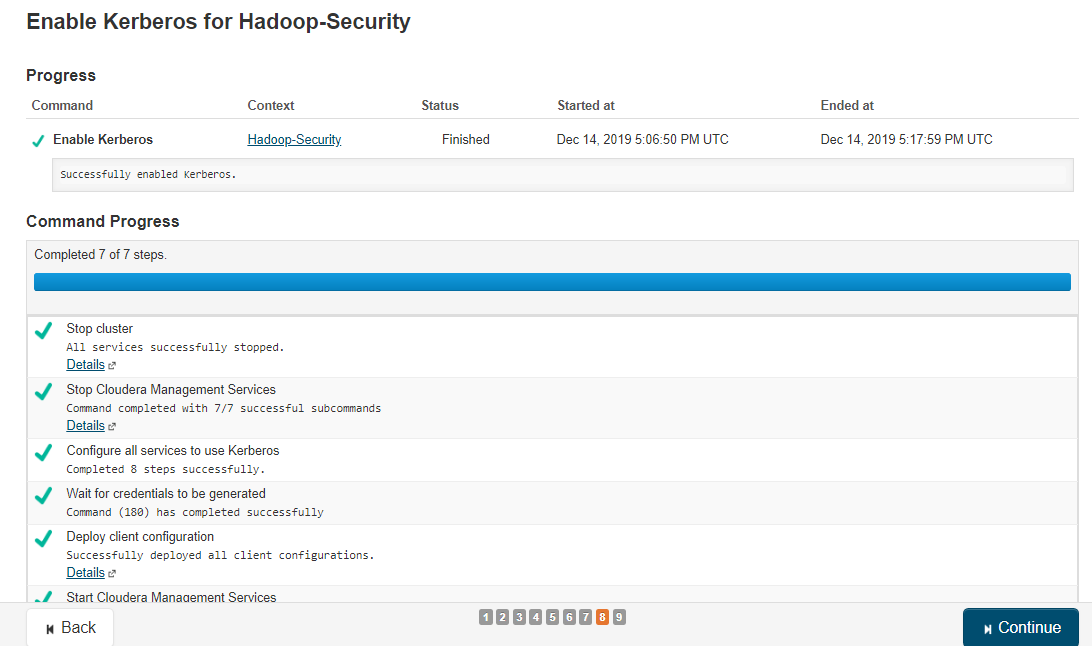 Enable Kerberos for Hadoop-Security
Progress
Command Context Status Started at Ended at
Enable Kerberos Hadoop-Security Finished Dec 14, 2019 5:06:50 PM UTC Dec 14, 2019 5:17:59 PM UTC
Successfully enabled Kerberos.
Command Progress
Completed 7 of 7 steps.
Stop cluster
All services successfully stopped.
Details
Stop Cloudera Management Services
Command completed with 7/7 successful subcommands
Details
Configure all services to use Kerberos
Completed 8 steps successfully.
Wait for credentials to be generated
Command (180) has completed successfully
Deploy client configuration
Successfully deployed all client configurations.
Details
Start Cloudera Management Services
Back 1 2 3 4 5 6 7 8 9 Continue